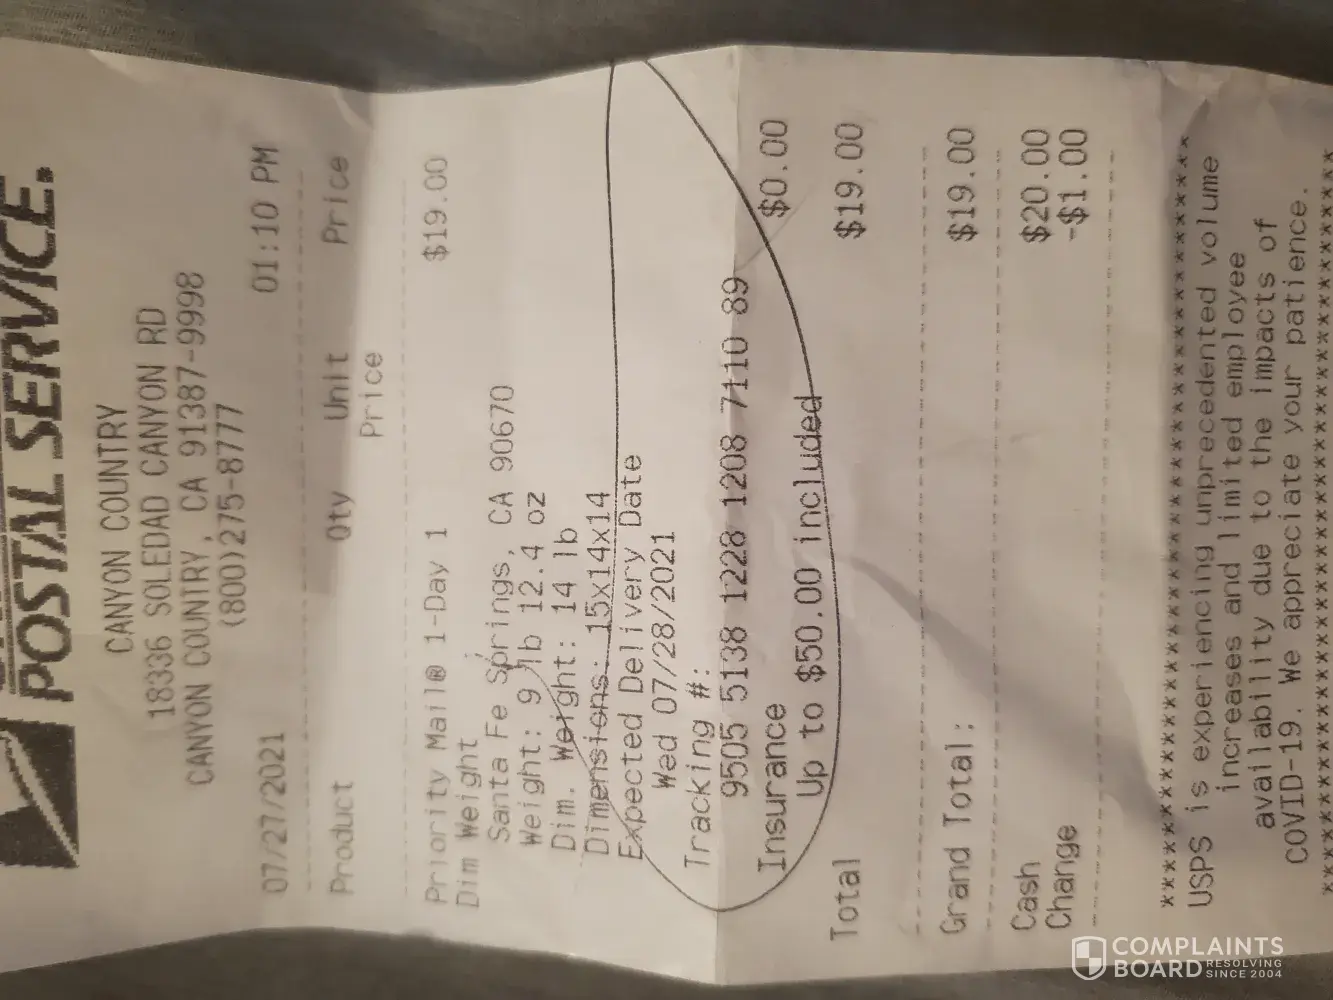 POSTAL SERVICE.
CANYON COUNTRY
18336 SOLEDAD CANYON RD
CANYON COUNTRY, CA 91387-9998
(800)275-8777
07/27/2021 01:10 PM
Product Qty Unit Price
Price
Priority Mail® 1-Day 1 $19.00
Dim Weight
Santa Fe Springs, CA 90670
Weight: 9 lb 12.4 oz
Dim. Weight: 14 lb
Dimensions: 15x14x14
Expected Delivery Date
Wed 07/28/2021
Tracking #:
9505 5138 1228 1208 7110 89
Insurance $0.00
Up to $50.00 included
Total $19.00
Grand Total: $19.00
Cash $20.00
Change -$1.00
USPS is experiencing unprecedented volume
increases and limited employee
availability due to the impacts of
COVID-19. We appreciate your patience.
COMPLAINTS
BOARD RESOLVING
SINCE 2004